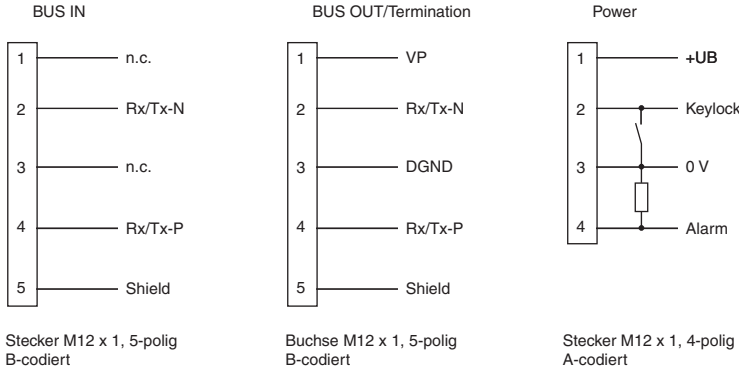 BUS IN
1 n.c.
2 Rx/Tx-N
3 n.c.
4 Rx/Tx-P
5 Shield
Stecker M12 x 1, 5-polig
B-codiert
BUS OUT/Termination
1 VP
2 Rx/Tx-N
3 DGND
4 Rx/Tx-P
5 Shield
Buchse M12 x 1, 5-polig
B-codiert
Power
1 +UB
2 Keylock
3 0 V
4 Alarm
Stecker M12 x 1, 4-polig
A-codiert